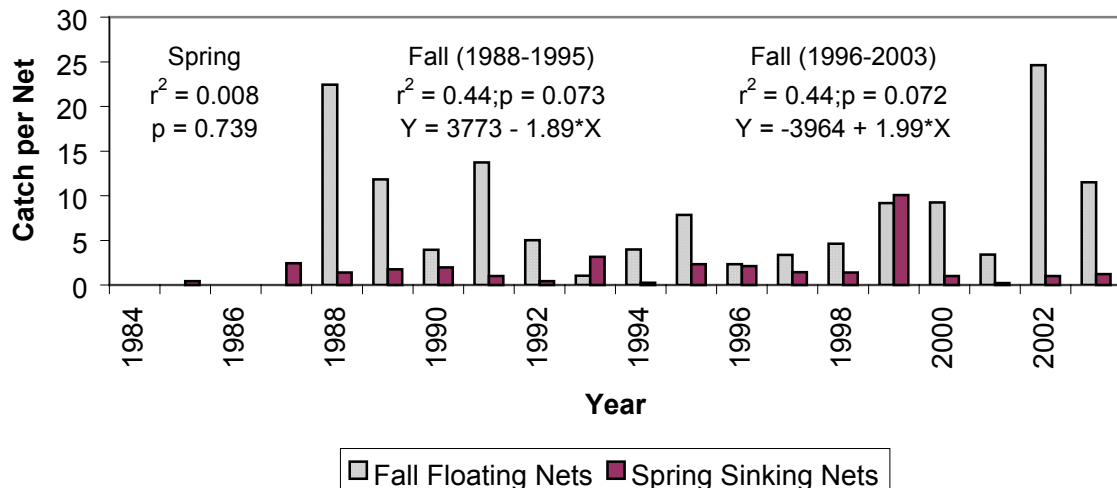 30
25
20
15
10
5
0
Catch per Net
Spring
r² = 0.008
p = 0.739
Fall (1988-1995)
r² = 0.44;p = 0.073
Y = 3773 - 1.89*X
Fall (1996-2003)
r² = 0.44;p = 0.072
Y = -3964 + 1.99*X
1984
1986
1988
1990
1992
1994
1996
1998
2000
2002
Year
Fall Floating Nets Spring Sinking Nets